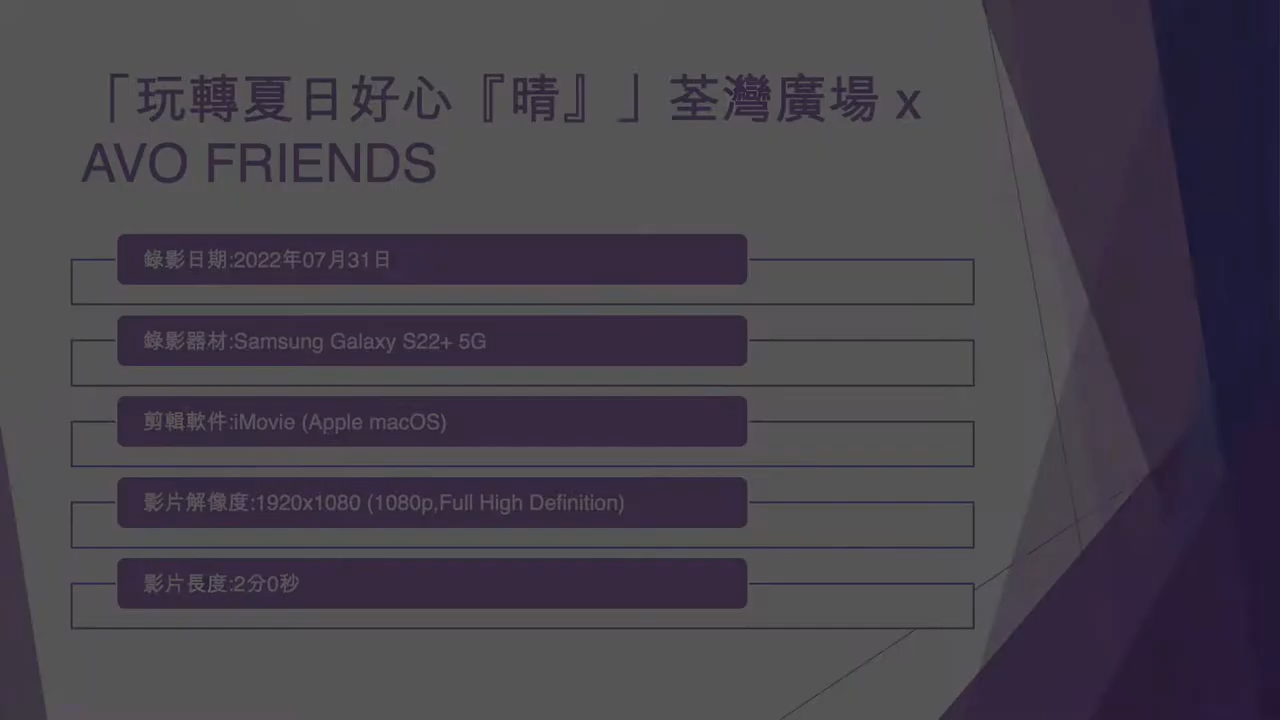 「玩轉夏日好心『晴』」荃灣廣場 x
AVO FRIENDS
錄影日期:2022年07月31日
錄影器材:Samsung Galaxy S22+ 5G
剪輯軟件:iMovie (Apple macOS)
影片解像度:1920x1080 (1080p,Full High Definition)
影片長度:2分0秒